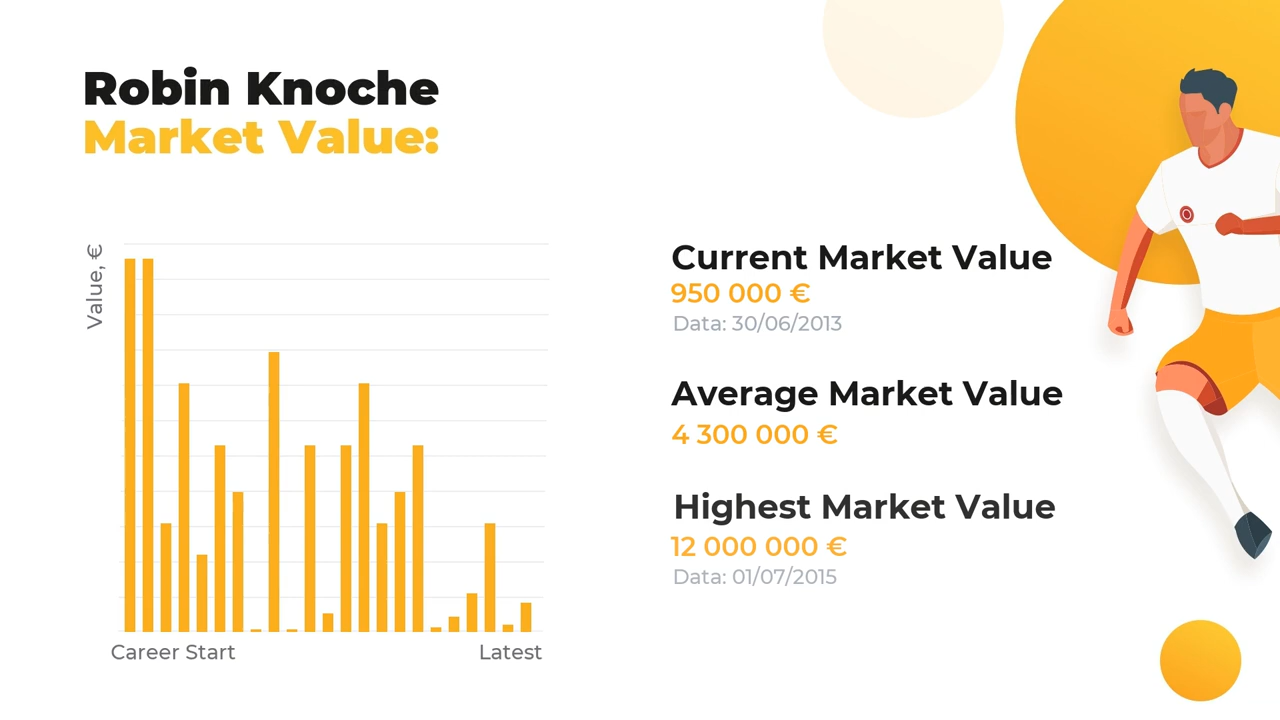 Robin Knoche
Market Value:
Value, €
Career Start
Latest
Current Market Value
950 000 €
Data: 30/06/2013
Average Market Value
4 300 000 €
Highest Market Value
12 000 000 €
Data: 01/07/2015